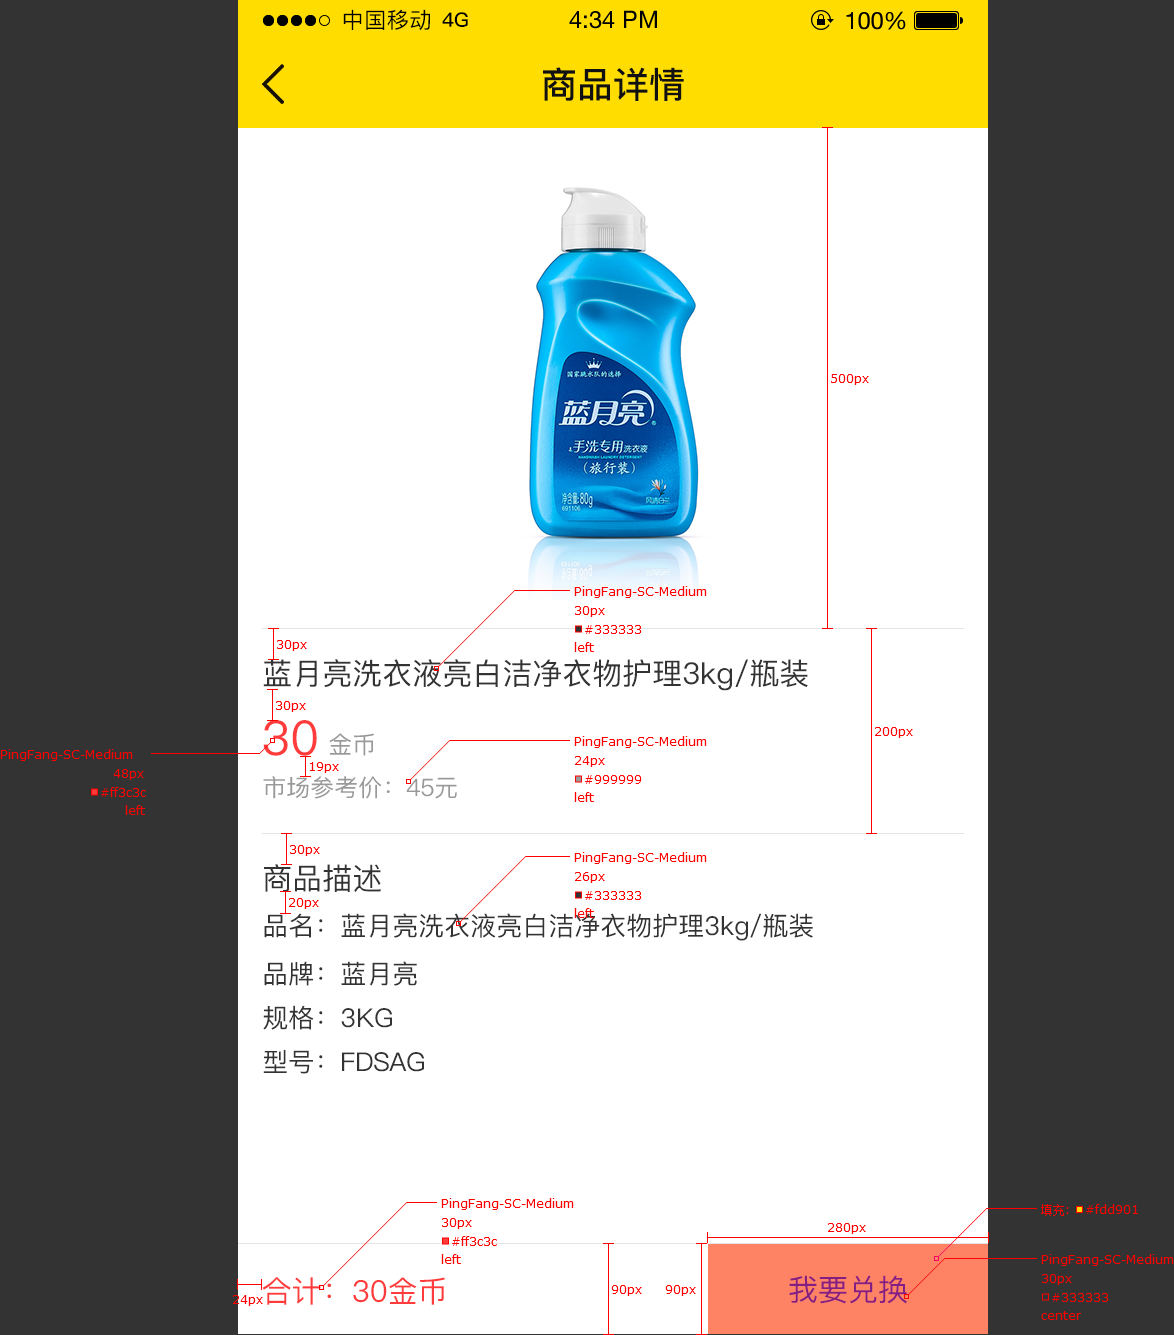 中国移动 4G 4:34 PM 100%
商品详情
国家跳水队的选择
蓝月亮®
手洗专用洗衣液
HANDWASH LAUNDRY DETERGENT
（旅行装）
净含量:80g
691106
风清白兰
500px
PingFang-SC-Medium
30px
#333333
left
30px
蓝月亮洗衣液亮白洁净衣物护理3kg/瓶装
30px
30 金币
200px
PingFang-SC-Medium
48px
#ff3c3c
left
PingFang-SC-Medium
24px
#999999
left
19px
市场参考价：45元
30px
商品描述
20px
PingFang-SC-Medium
26px
#333333
left
品名：蓝月亮洗衣液亮白洁净衣物护理3kg/瓶装
品牌：蓝月亮
规格：3KG
型号：FDSAG
PingFang-SC-Medium
30px
#ff3c3c
left
280px
填充: #fdd901
24px
合计：30金币
90px
90px
我要兑换
PingFang-SC-Medium
30px
#333333
center